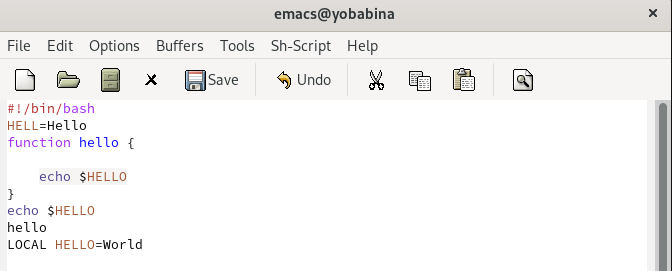 emacs@yobabina
File Edit Options Buffers Tools Sh-Script Help
Save Undo
#!/bin/bash
HELL=Hello
function hello {
echo $HELLO
}
echo $HELLO
hello
LOCAL HELLO=World